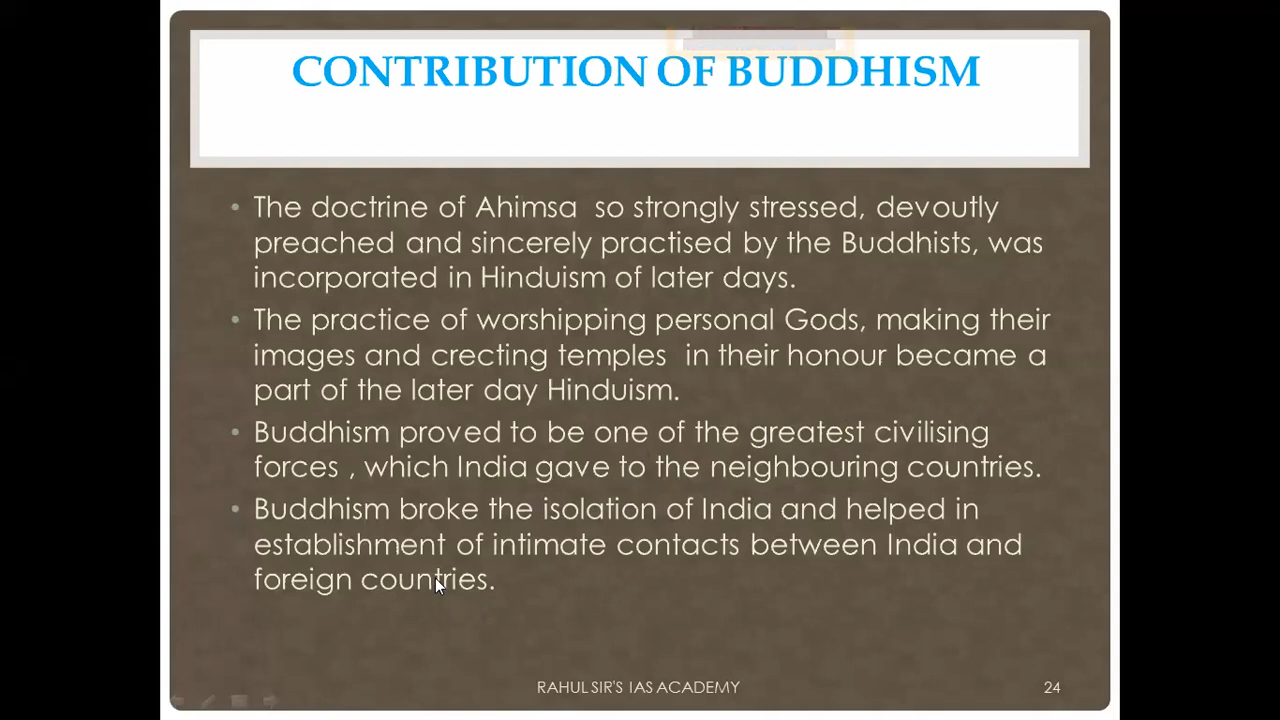 CONTRIBUTION OF BUDDHISM
• The doctrine of Ahimsa so strongly stressed, devoutly
preached and sincerely practised by the Buddhists, was
incorporated in Hinduism of later days.
• The practice of worshipping personal Gods, making their
images and crecting temples in their honour became a
part of the later day Hinduism.
• Buddhism proved to be one of the greatest civilising
forces , which India gave to the neighbouring countries.
• Buddhism broke the isolation of India and helped in
establishment of intimate contacts between India and
foreign countries.
RAHUL SIR'S IAS ACADEMY
24